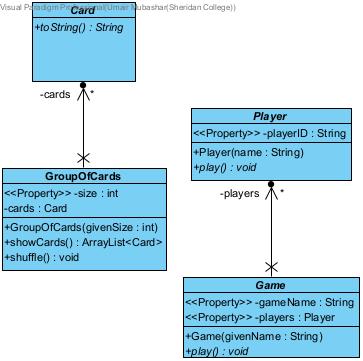 Visual Paradigm Professional(Umair Mubashar(Sheridan College))
Card
+toString() : String
-cards
*
GroupOfCards
<<Property>> -size : int
-cards : Card
+GroupOfCards(givenSize : int)
+showCards() : ArrayList<Card>
+shuffle() : void
Player
<<Property>> -playerID : String
+Player(name : String)
+play() : void
-players
*
Game
<<Property>> -gameName : String
<<Property>> -players : Player
+Game(givenName : String)
+play() : void